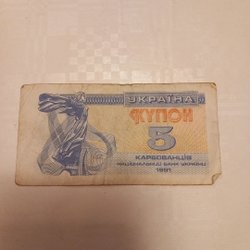 УКРАЇНА
КУПОН
5
КАРБОВАНЦІВ
НАЦІОНАЛЬНИЙ БАНК УКРАЇНИ
1991